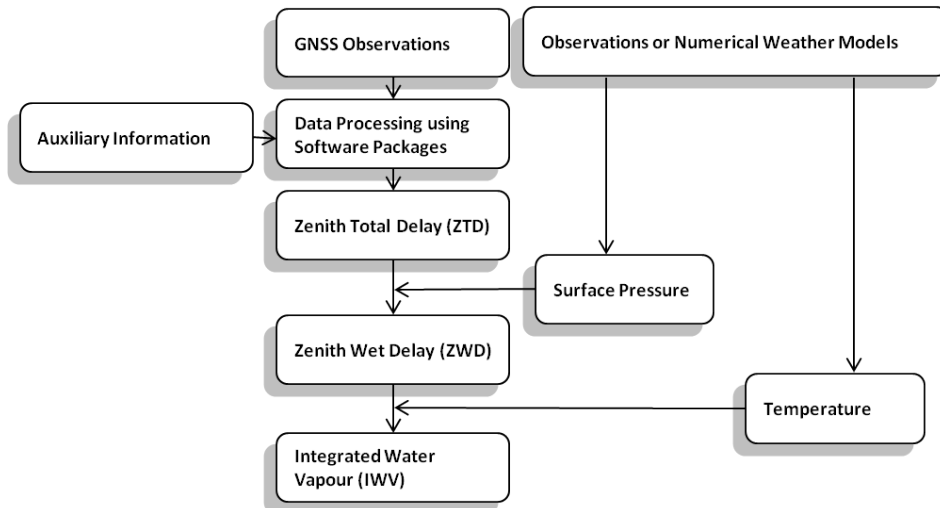 GNSS Observations
Observations or Numerical Weather Models
Auxiliary Information
Data Processing using
Software Packages
Zenith Total Delay (ZTD)
Surface Pressure
Zenith Wet Delay (ZWD)
Temperature
Integrated Water
Vapour (IWV)